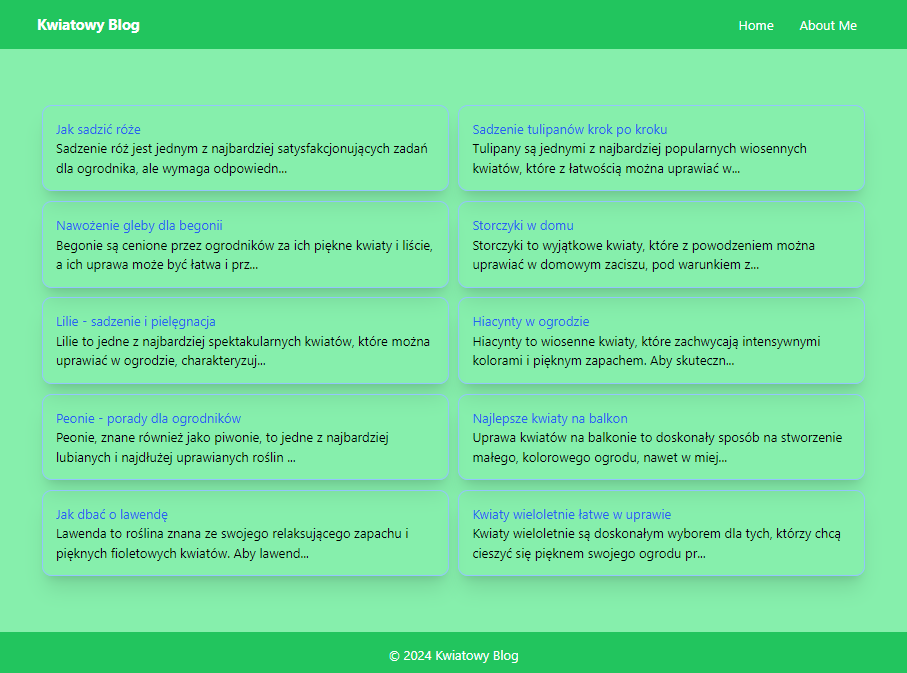 Kwiatowy Blog
Home
About Me
Jak sadzić róże
Sadzenie róż jest jednym z najbardziej satysfakcjonujących zadań
dla ogrodnika, ale wymaga odpowiedn...
Sadzenie tulipanów krok po kroku
Tulipany są jednymi z najbardziej popularnych wiosennych
kwiatów, które z łatwością można uprawiać w...
Nawożenie gleby dla begonii
Begonie są cenione przez ogrodników za ich piękne kwiaty i liście,
a ich uprawa może być łatwa i prz...
Storczyki w domu
Storczyki to wyjątkowe kwiaty, które z powodzeniem można
uprawiać w domowym zaciszu, pod warunkiem z...
Lilie - sadzenie i pielęgnacja
Lilie to jedne z najbardziej spektakularnych kwiatów, które można
uprawiać w ogrodzie, charakteryzuj...
Hiacynty w ogrodzie
Hiacynty to wiosenne kwiaty, które zachwycają intensywnymi
kolorami i pięknym zapachem. Aby skuteczn...
Peonie - porady dla ogrodników
Peonie, znane również jako piwonie, to jedne z najbardziej
lubianych i najdłużej uprawianych roślin ...
Najlepsze kwiaty na balkon
Uprawa kwiatów na balkonie to doskonały sposób na stworzenie
małego, kolorowego ogrodu, nawet w miej...
Jak dbać o lawendę
Lawenda to roślina znana ze swojego relaksującego zapachu i
pięknych fioletowych kwiatów. Aby lawend...
Kwiaty wieloletnie łatwe w uprawie
Kwiaty wieloletnie są doskonałym wyborem dla tych, którzy chcą
cieszyć się pięknem swojego ogrodu pr...
© 2024 Kwiatowy Blog